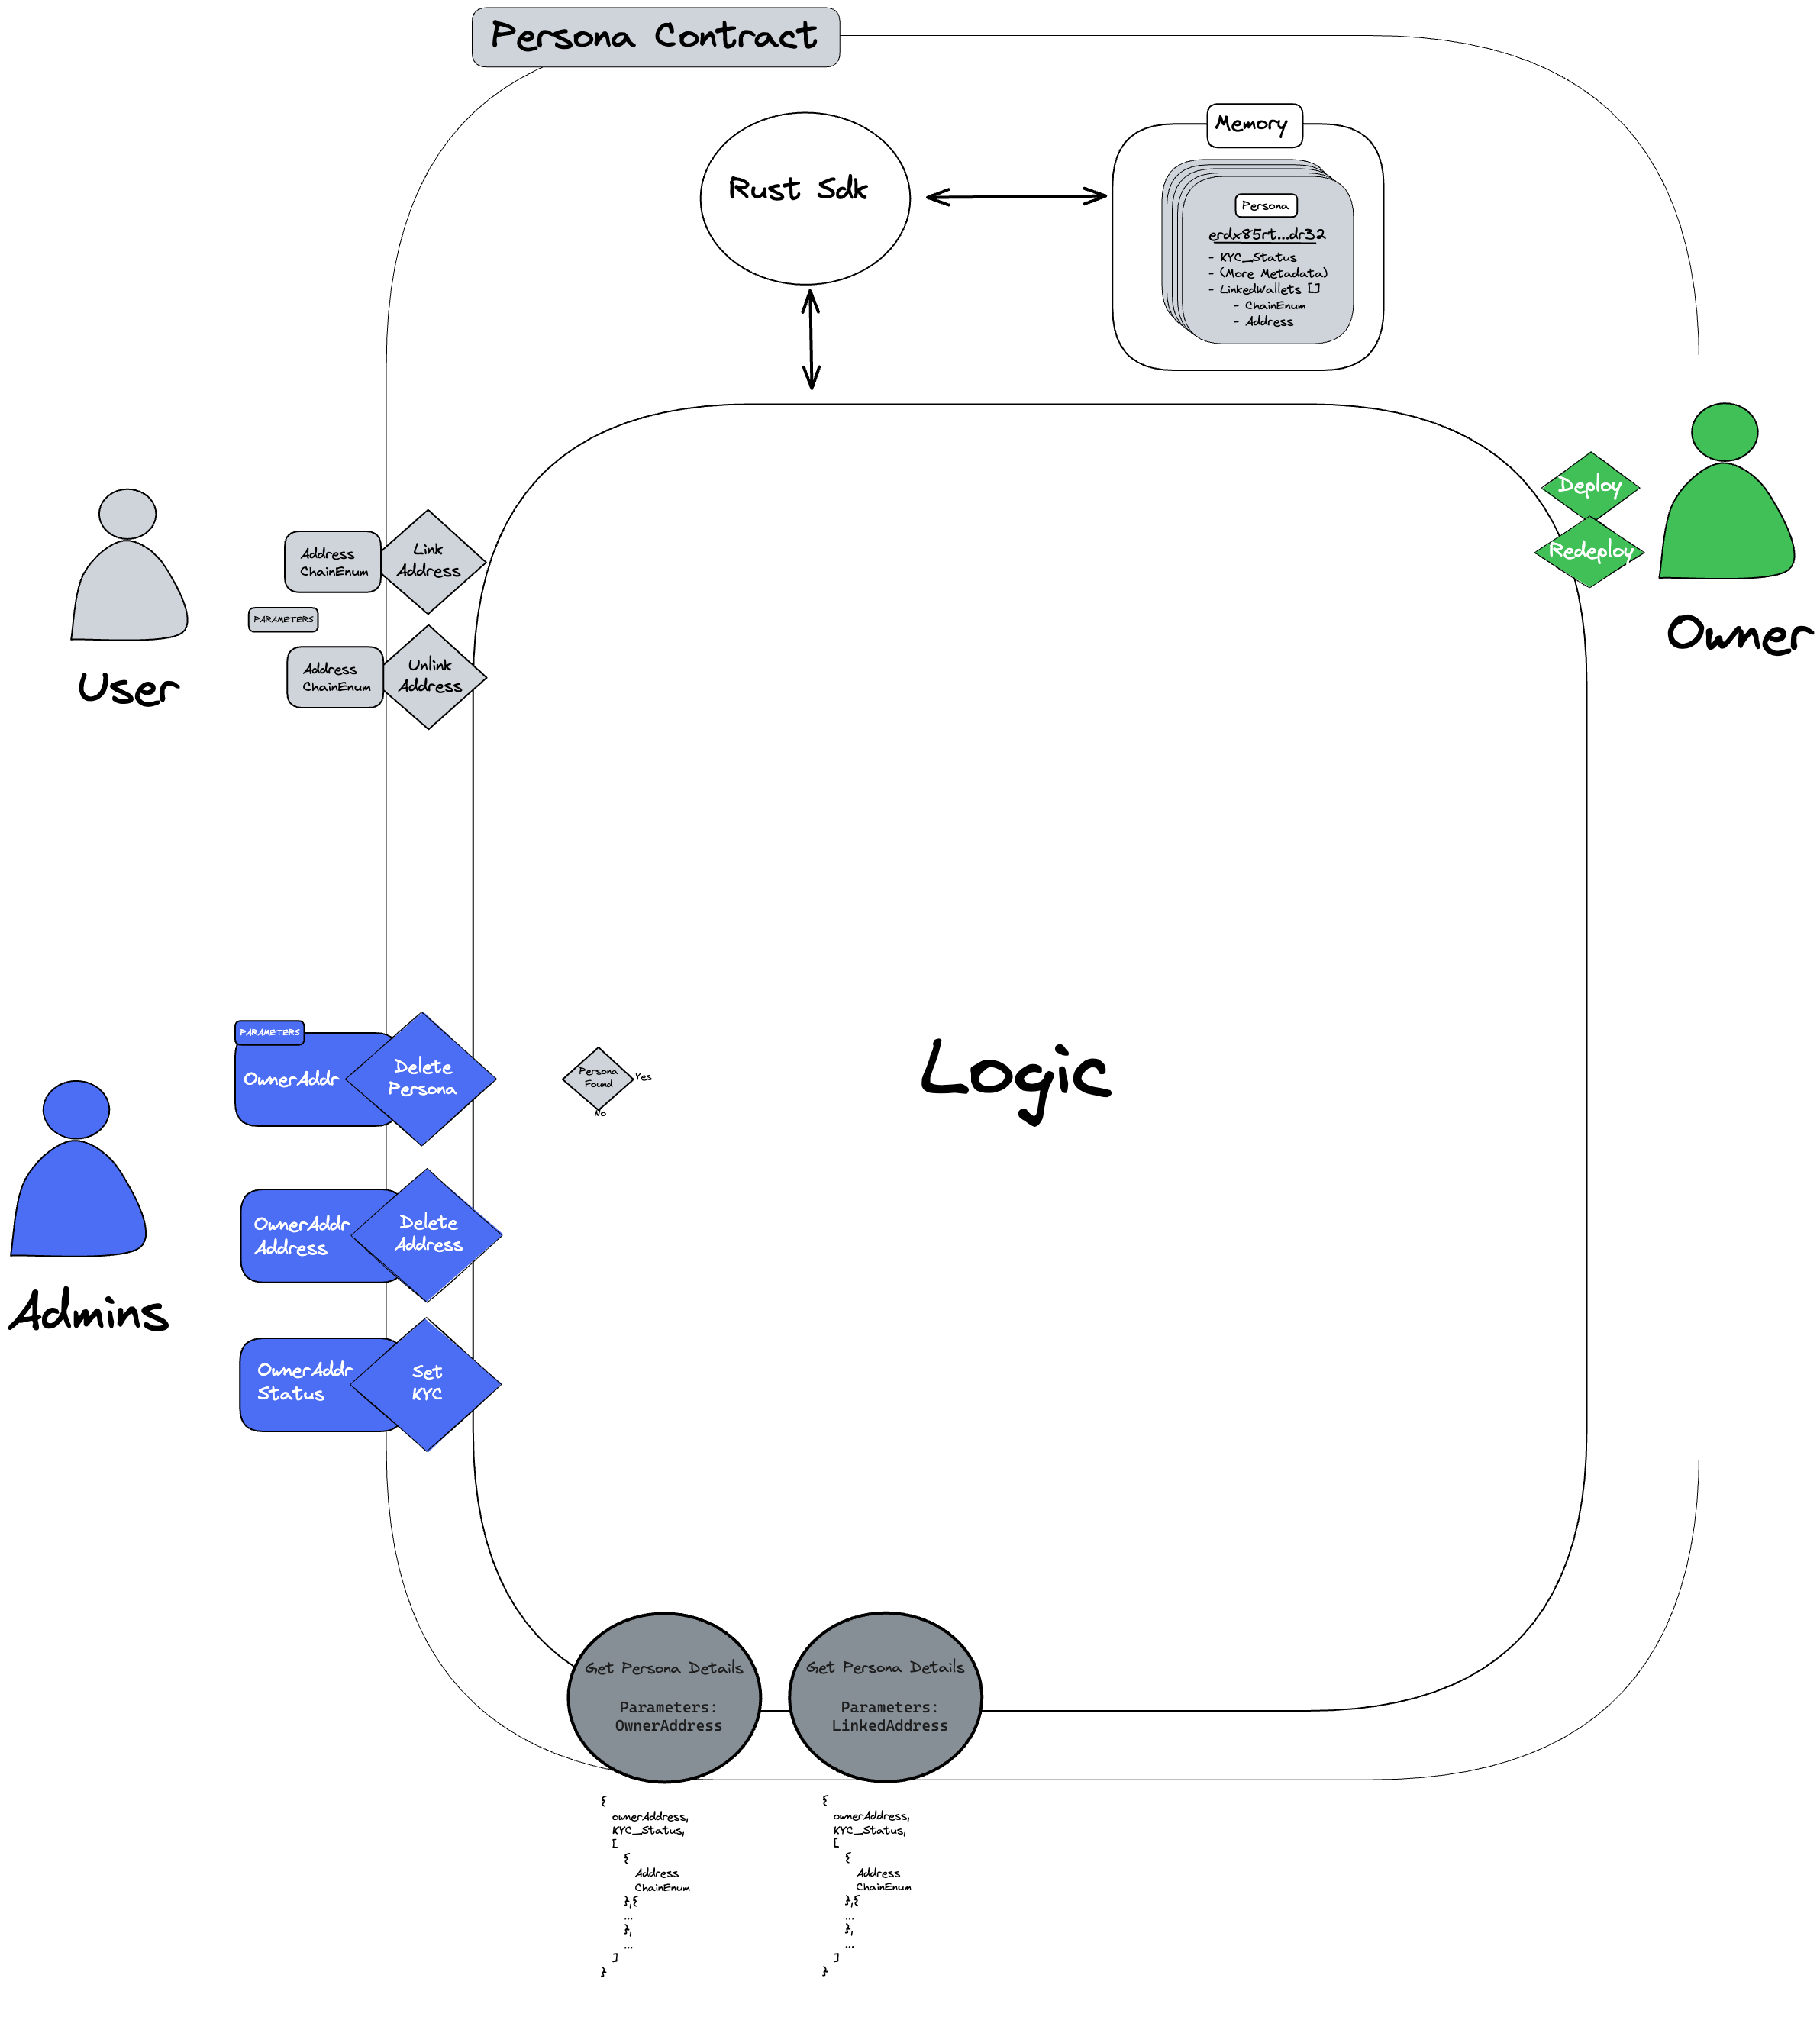 Persona Contract
Memory
Rust Sdk
Persona
erdx85rt...dr32
- KYC_Status
- (More Metadata)
- LinkedWallets []
- ChainEnum
- Address
Deploy
Redeploy
Owner
Address
ChainEnum
Link
Address
PARAMETERS
Address
ChainEnum
Unlink
Address
User
PARAMETERS
OwnerAddr
Delete
Persona
Persona
Found
Yes
No
Logic
OwnerAddr
Address
Delete
Address
Admins
OwnerAddr
Status
Set
KYC
Get Persona Details
Parameters:
OwnerAddress
Get Persona Details
Parameters:
LinkedAddress
{
ownerAddress,
KYC_Status,
[
{
Address
ChainEnum
},{
...
},
...
]
}
{
ownerAddress,
KYC_Status,
[
{
Address
ChainEnum
},{
...
},
...
]
}